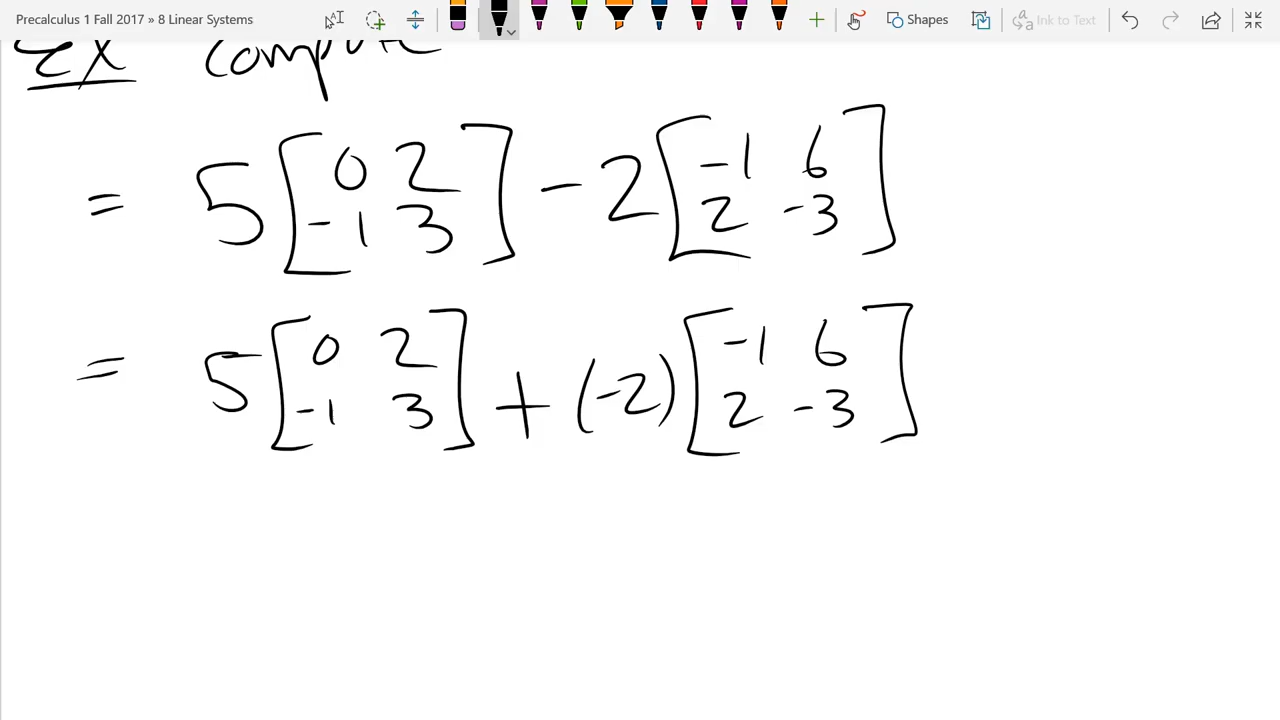 Precalculus 1 Fall 2017 » 8 Linear Systems
Shapes
Ink to Text
Ex compute
= 5 [ 0 2 ; -1 3 ] - 2 [ -1 6 ; 2 -3 ]
= 5 [ 0 2 ; -1 3 ] + (-2) [ -1 6 ; 2 -3 ]